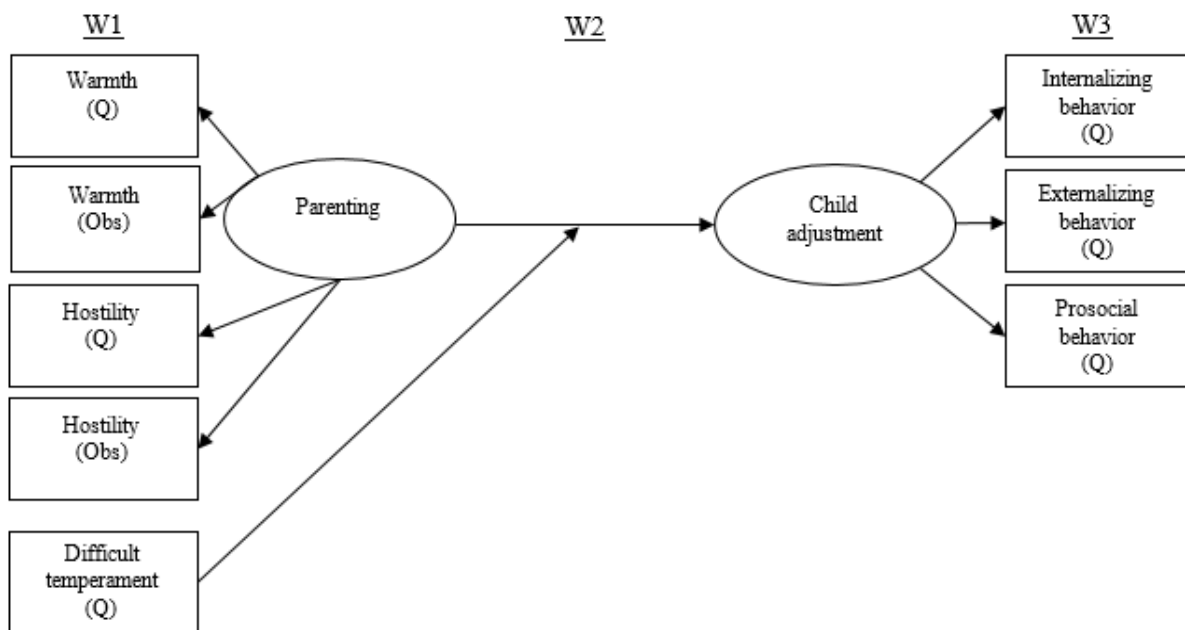 W1
W2
W3
Warmth
(Q)
Warmth
(Obs)
Hostility
(Q)
Hostility
(Obs)
Difficult
temperament
(Q)
Parenting
Child
adjustment
Internalizing
behavior
(Q)
Externalizing
behavior
(Q)
Prosocial
behavior
(Q)